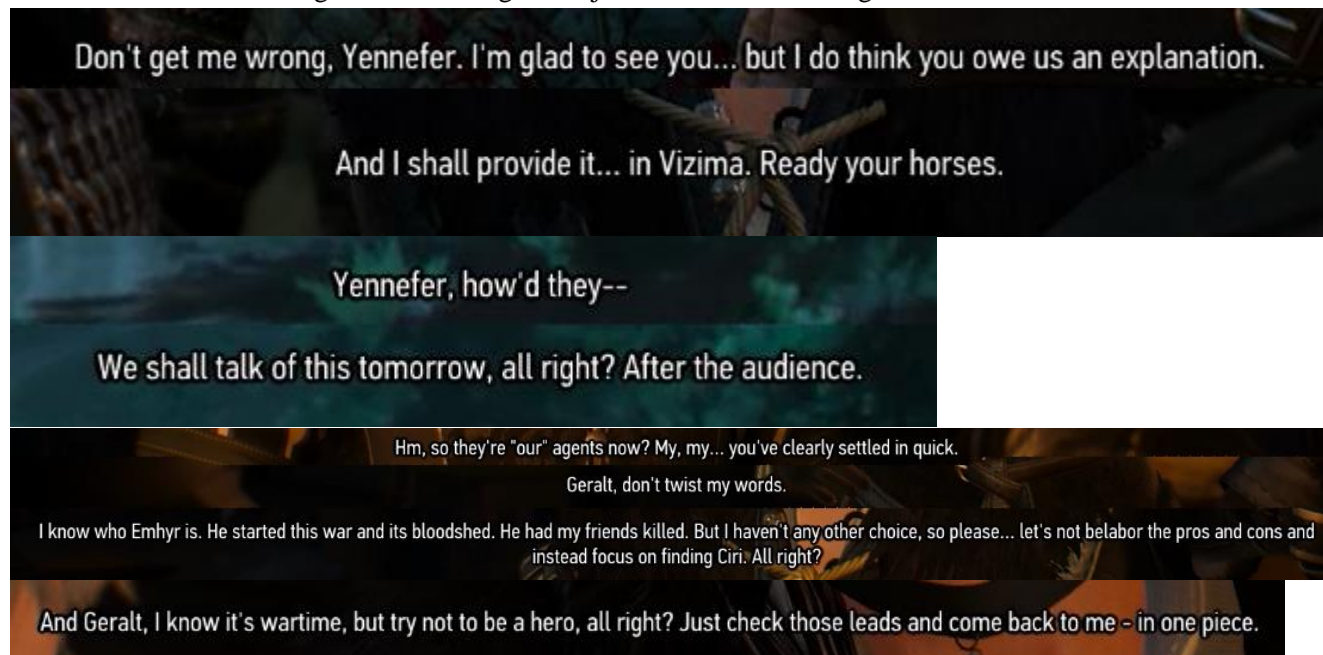 Don't get me wrong, Yennefer. I'm glad to see you... but I do think you owe us an explanation.
And I shall provide it... in Vizima. Ready your horses.
Yennefer, how'd they--
We shall talk of this tomorrow, all right? After the audience.
Hm, so they're "our" agents now? My, my... you've clearly settled in quick.
Geralt, don't twist my words.
I know who Emhyr is. He started this war and its bloodshed. He had my friends killed. But I haven't any other choice, so please... let's not belabor the pros and cons and
instead focus on finding Ciri. All right?
And Geralt, I know it's wartime, but try not to be a hero, all right? Just check those leads and come back to me - in one piece.